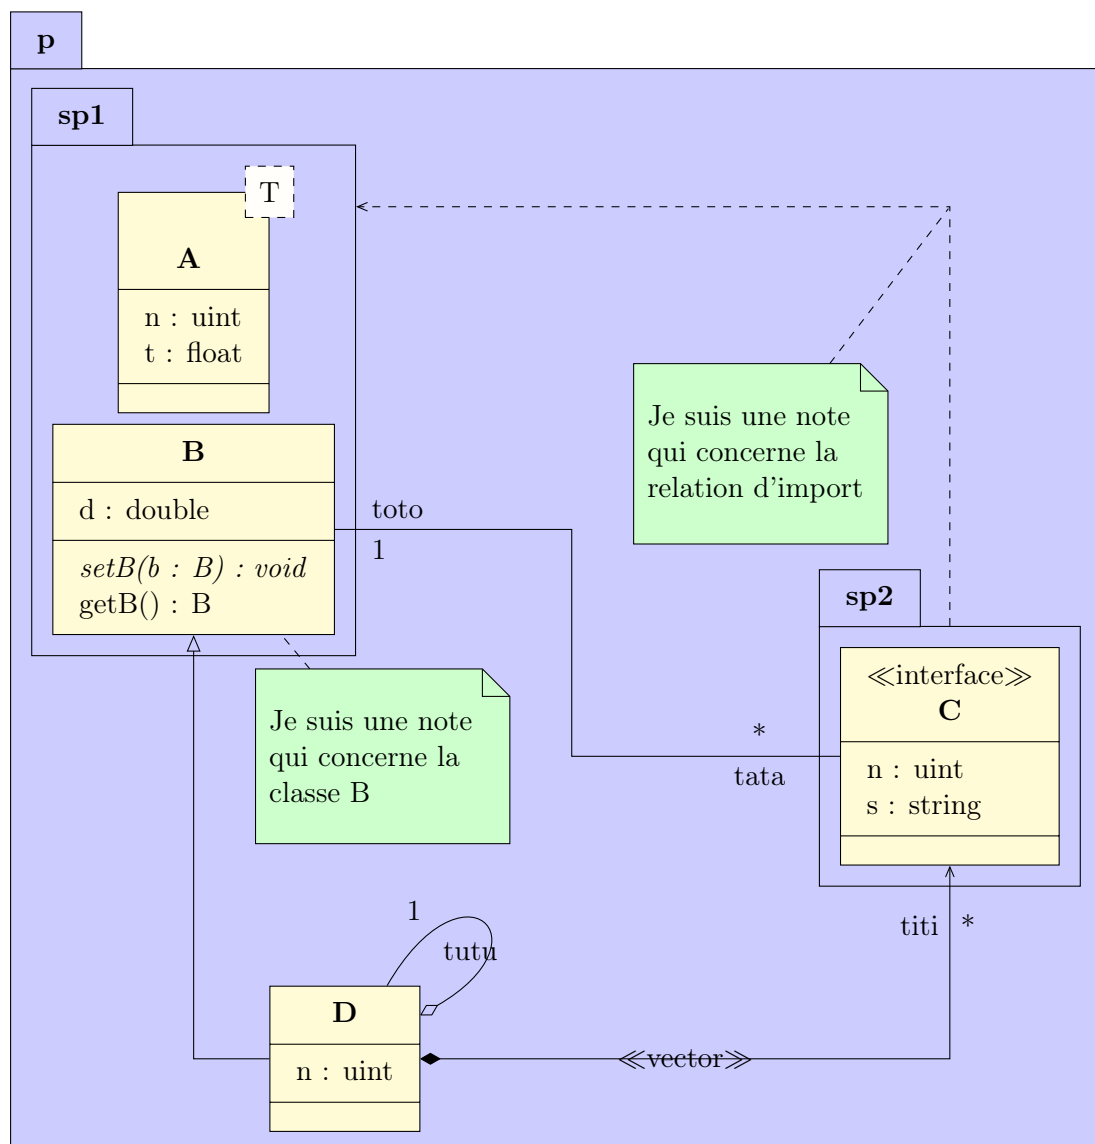 p
sp1
T
A
n : uint
t : float
B
d : double
setB(b : B) : void
getB() : B
toto
1
Je suis une note
qui concerne la
relation d'import
sp2
≪interface≫
C
n : uint
s : string
*
tata
Je suis une note
qui concerne la
classe B
titi
*
1
tutu
D
n : uint
≪vector≫